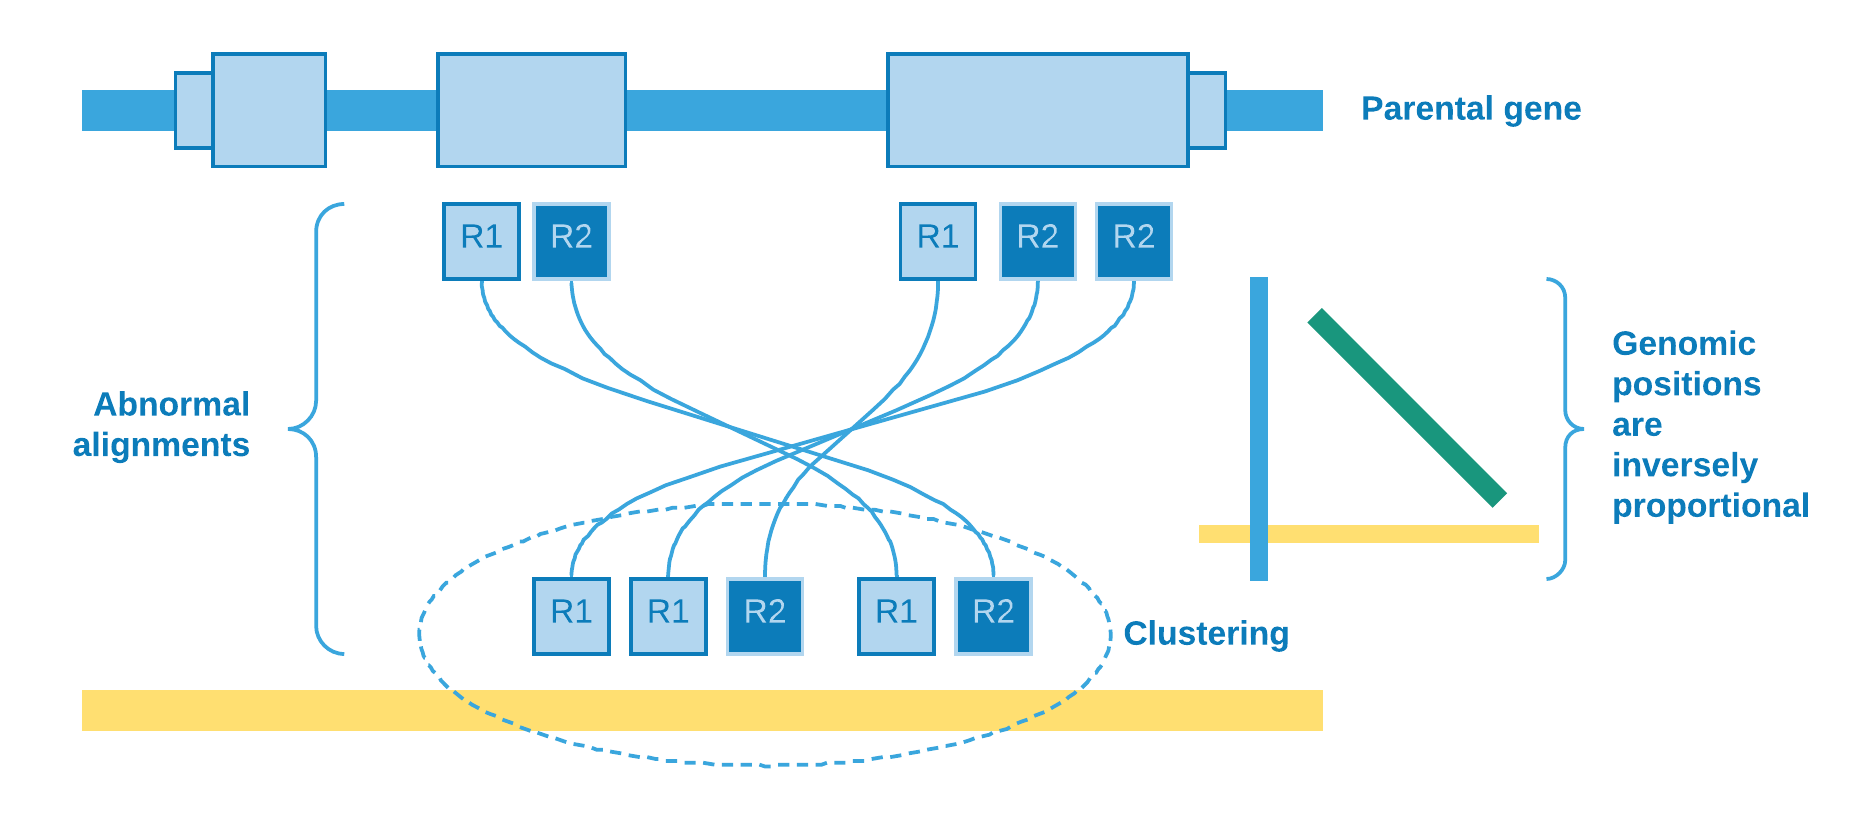 Parental gene
R1 R2 R1 R2 R2
Abnormal
alignments
Genomic
positions
are
inversely
proportional
R1 R1 R2 R1 R2
Clustering